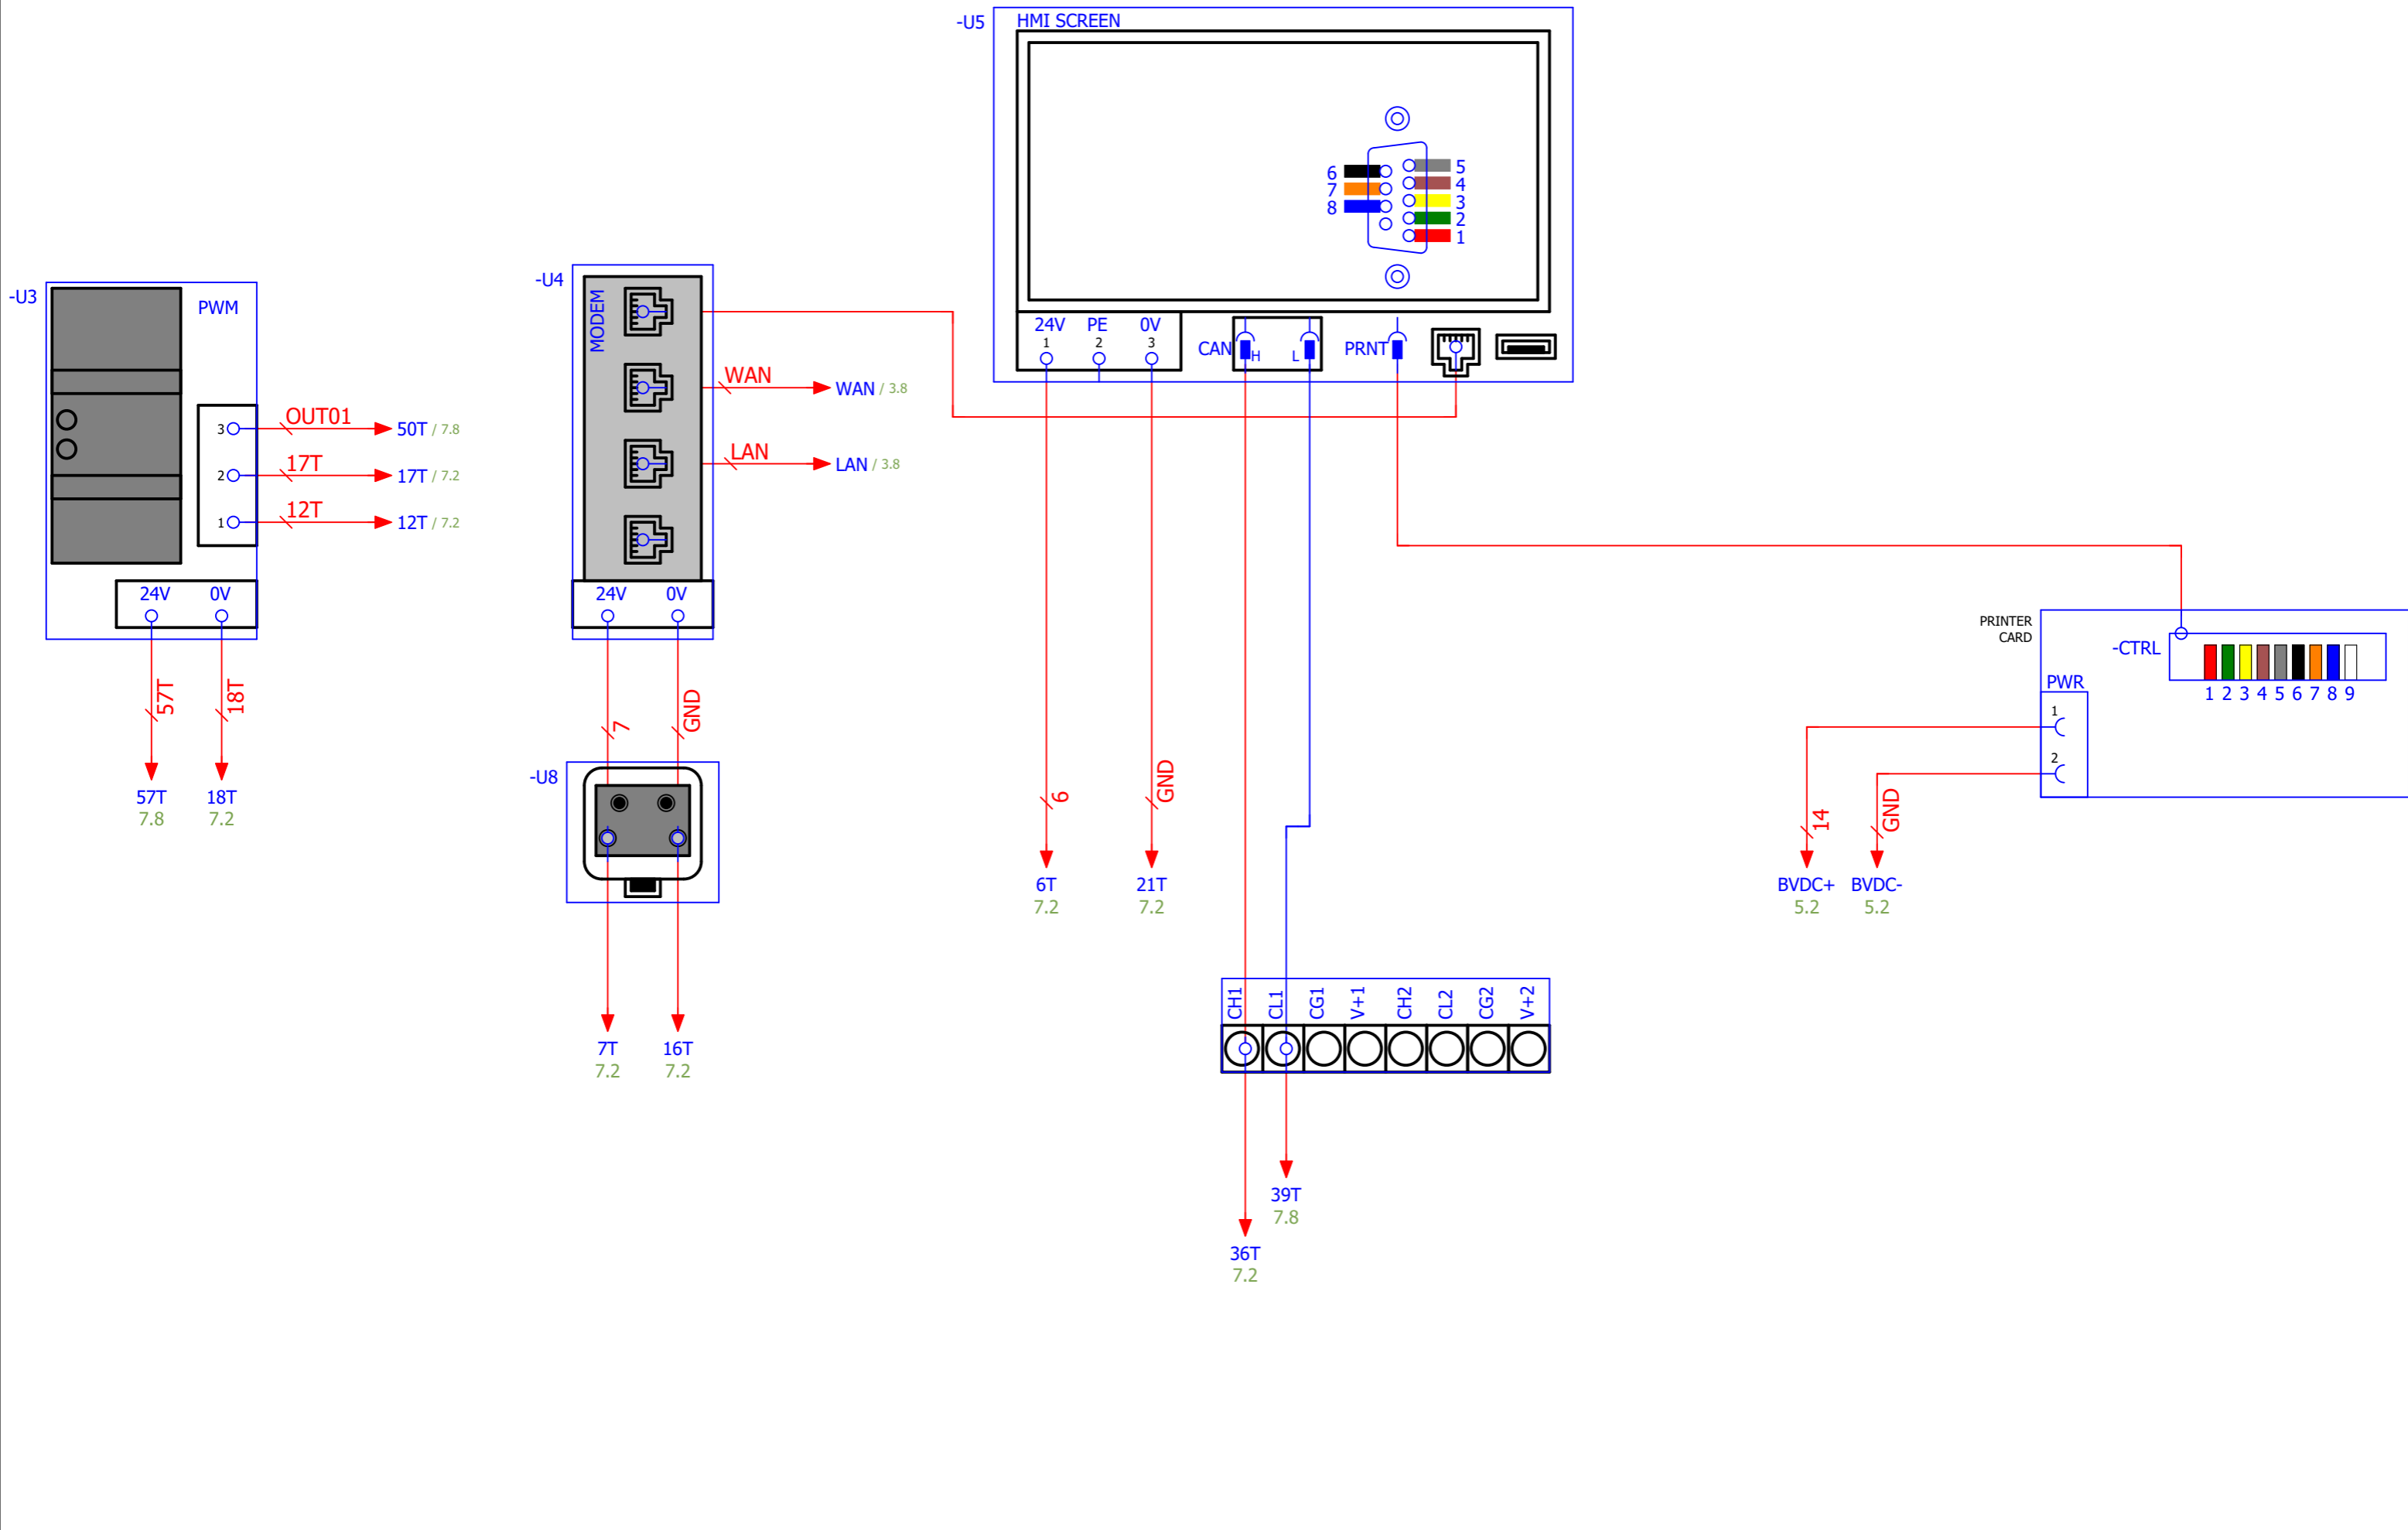 -U5
HMI SCREEN
6
7
8
5
4
3
2
1
24V PE 0V
1 2 3
CAN
H
L
PRNT
-U3
PWM
3
OUT01
50T / 7.8
2
17T
17T / 7.2
1
12T
12T / 7.2
24V 0V
57T
18T
57T
7.8
18T
7.2
-U4
MODEM
WAN
WAN / 3.8
LAN
LAN / 3.8
24V 0V
7
GND
-U8
7T
7.2
16T
7.2
6
GND
6T
7.2
21T
7.2
CH1
CL1
CG1
V+1
CH2
CL2
CG2
V+2
39T
7.8
36T
7.2
PRINTER
CARD
-CTRL
1 2 3 4 5 6 7 8 9
PWR
1
2
14
GND
BVDC+
5.2
BVDC-
5.2